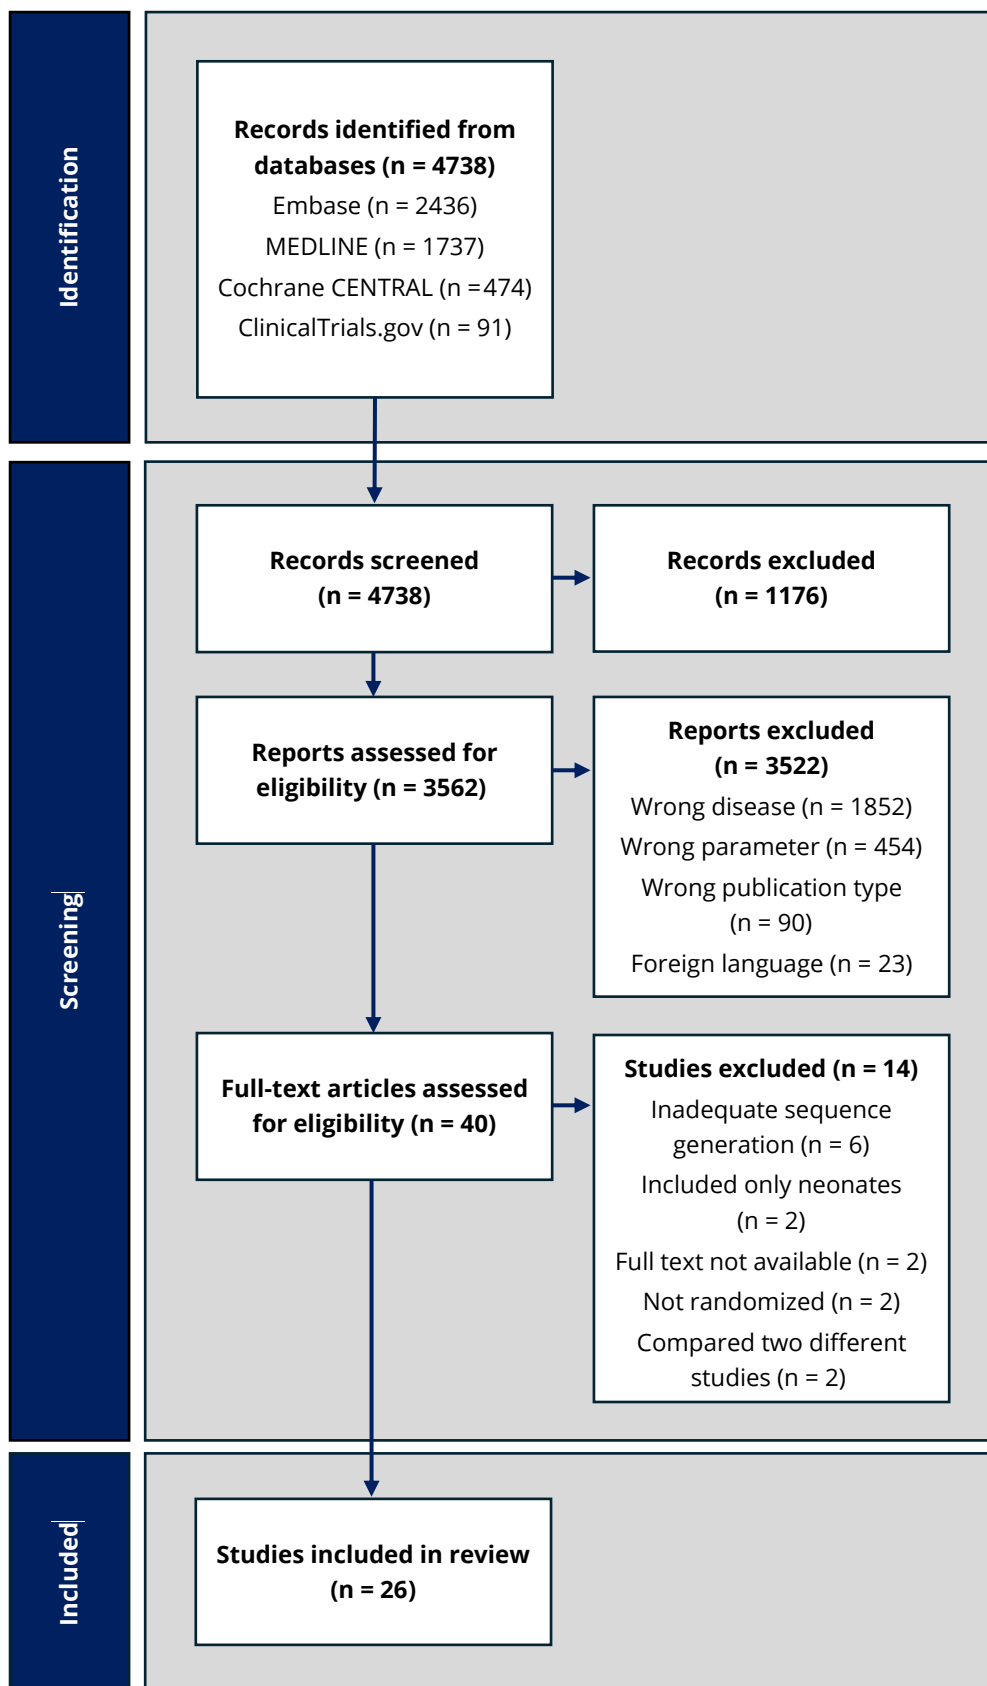 Identification
Records identified from
databases (n = 4738)
Embase (n = 2436)
MEDLINE (n = 1737)
Cochrane CENTRAL (n =474)
ClinicalTrials.gov (n = 91)
Screening
Records screened
(n = 4738)
Records excluded
(n = 1176)
Reports assessed for
eligibility (n = 3562)
Reports excluded
(n = 3522)
Wrong disease (n = 1852)
Wrong parameter (n = 454)
Wrong publication type
(n = 90)
Foreign language (n = 23)
Full-text articles assessed
for eligibility (n = 40)
Studies excluded (n = 14)
Inadequate sequence
generation (n = 6)
Included only neonates
(n = 2)
Full text not available (n = 2)
Not randomized (n = 2)
Compared two different
studies (n = 2)
Included
Studies included in review
(n = 26)